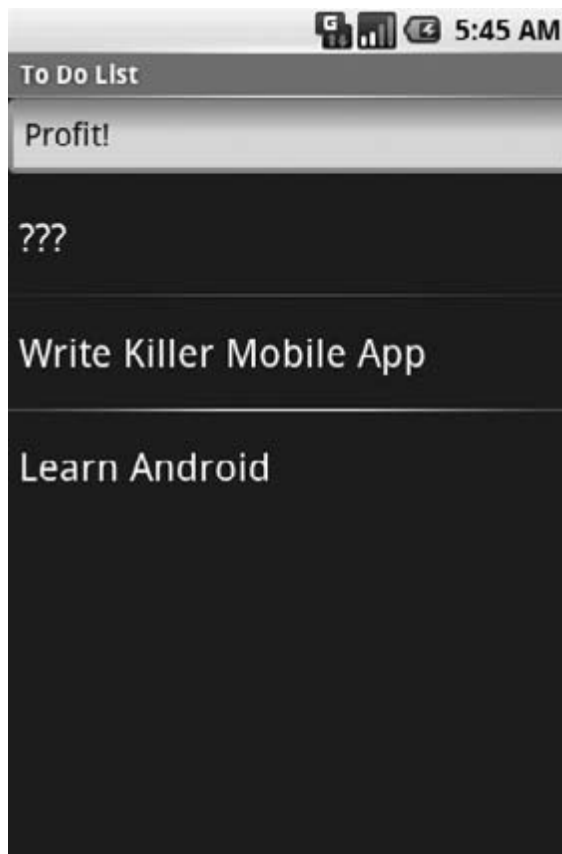 G
5:45 AM
To Do List
Profit!
???
Write Killer Mobile App
Learn Android